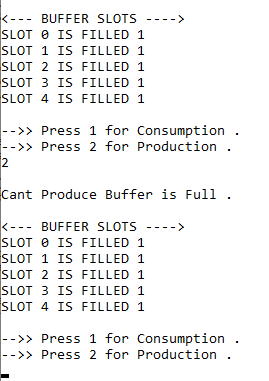 <--- BUFFER SLOTS ---->
SLOT 0 IS FILLED 1
SLOT 1 IS FILLED 1
SLOT 2 IS FILLED 1
SLOT 3 IS FILLED 1
SLOT 4 IS FILLED 1
-->> Press 1 for Consumption .
-->> Press 2 for Production .
2
Cant Produce Buffer is Full .
<--- BUFFER SLOTS ---->
SLOT 0 IS FILLED 1
SLOT 1 IS FILLED 1
SLOT 2 IS FILLED 1
SLOT 3 IS FILLED 1
SLOT 4 IS FILLED 1
-->> Press 1 for Consumption .
-->> Press 2 for Production .